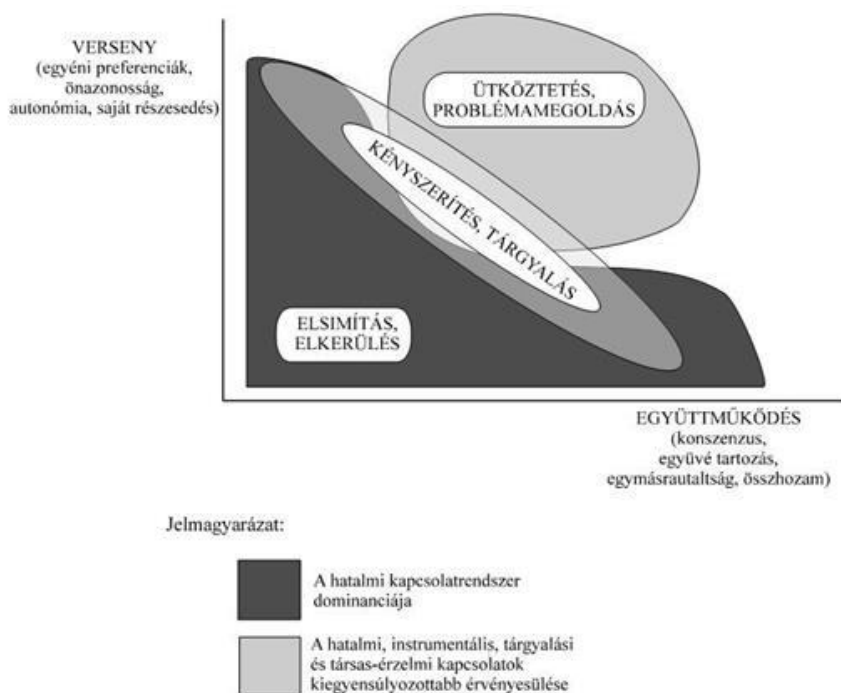 VERSENY
(egyéni preferenciák,
önazonosság,
autonómia, saját részesedés)
ÜTKÖZTETÉS,
PROBLÉMAMEGOLDÁS
KÉNYSZERÍTÉS, TÁRGYALÁS
ELSIMÍTÁS,
ELKERÜLÉS
EGYÜTTMŰKÖDÉS
(konszenzus,
együvé tartozás,
egymásrautaltság, összhozam)
Jelmagyarázat:
A hatalmi kapcsolatrendszer
dominanciája
A hatalmi, instrumentális, tárgyalási
és társas-érzelmi kapcsolatok
kiegyensúlyozottabb érvényesülése